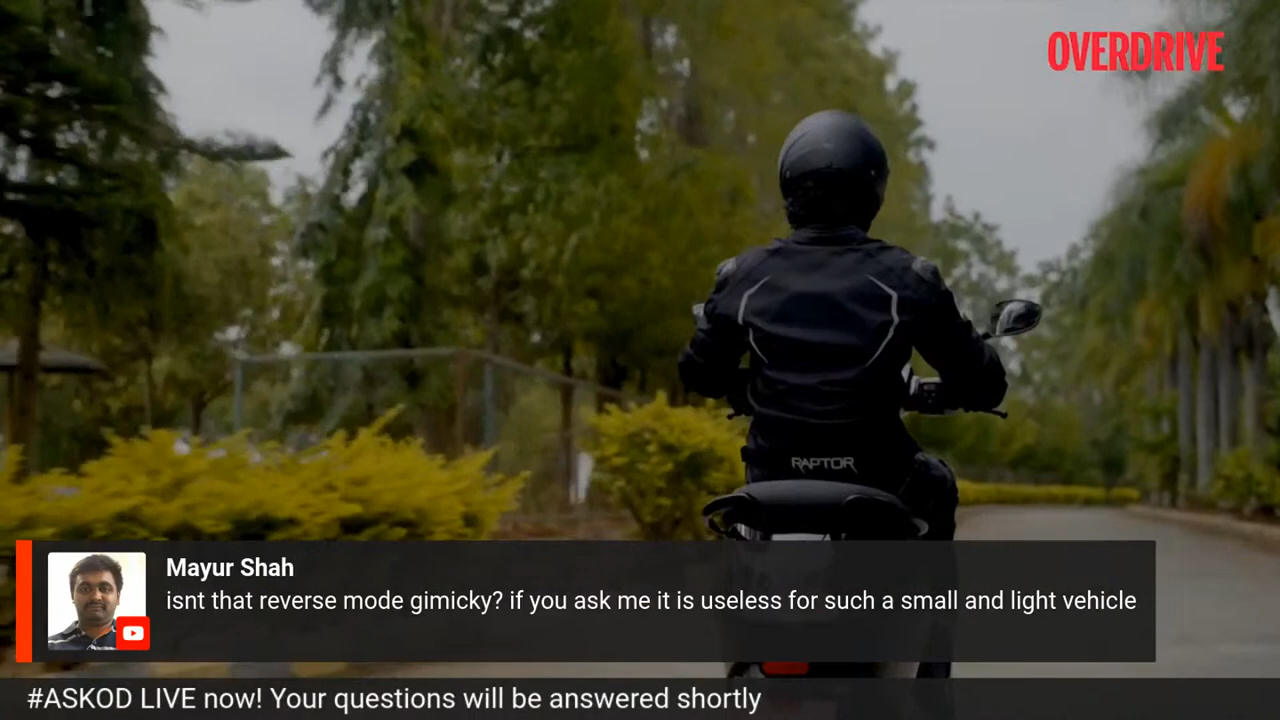 OVERDRIVE
RAPTOR
Mayur Shah
isnt that reverse mode gimicky? if you ask me it is useless for such a small and light vehicle
#ASKOD LIVE now! Your questions will be answered shortly